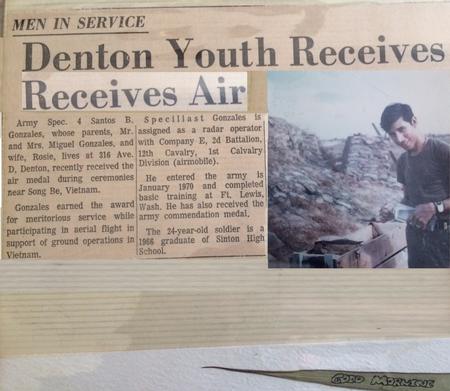 MEN IN SERVICE
Denton Youth Receives
Receives Air
Army Spec. 4 Santos B.
Gonzales, whose parents, Mr.
and Mrs. Miguel Gonzales, and
wife, Rosie, lives at 316 Ave.
D, Denton, recently received the
air medal during ceremonies
near Song Be, Vietnam.
Gonzales earned the award
for meritorious service while
participating in aerial flight in
support of ground operations in
Vietnam.
Speciliast Gonzales is
assigned as a radar operator
with Company E, 2d Battalion,
12th Cavalry, 1st Calvalry
Division (airmobile).
He entered the army is
January 1970 and completed
basic training at Ft. Lewis,
Wash. He has also received the
army commendation medal.
The 24-year-old soldier is a
1966 graduate of Sinton High
School.
GOOD MORNING